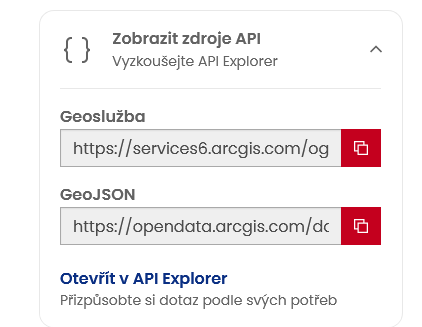 Zobrazit zdroje API
Vyzkoušejte API Explorer
Geoslužba
https://services6.arcgis.com/og
GeoJSON
https://opendata.arcgis.com/dc
Otevřít v API Explorer
Přizpůsobte si dotaz podle svých potřeb